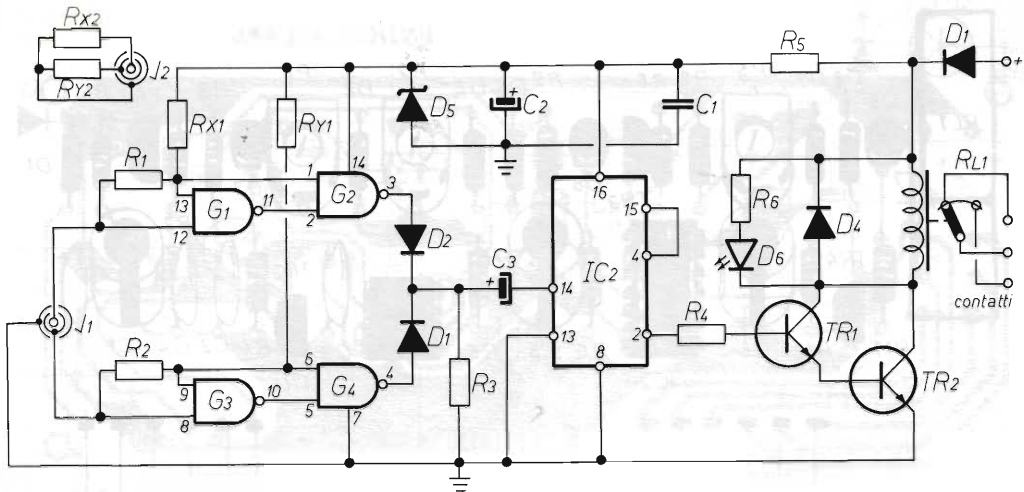 RX2
J2
RY2
R5
D1
+
RX1
RY1
D5
+
C2
C1
R1
1
14
3
G2
2
13
G1
11
12
16
15
R6
D4
RL1
D2
C3
+
14
IC2
4
D6
contatti
J1
13
2
R4
TR1
D1
R2
6
4
8
R3
TR2
9
G3
10
G4
5
7
8